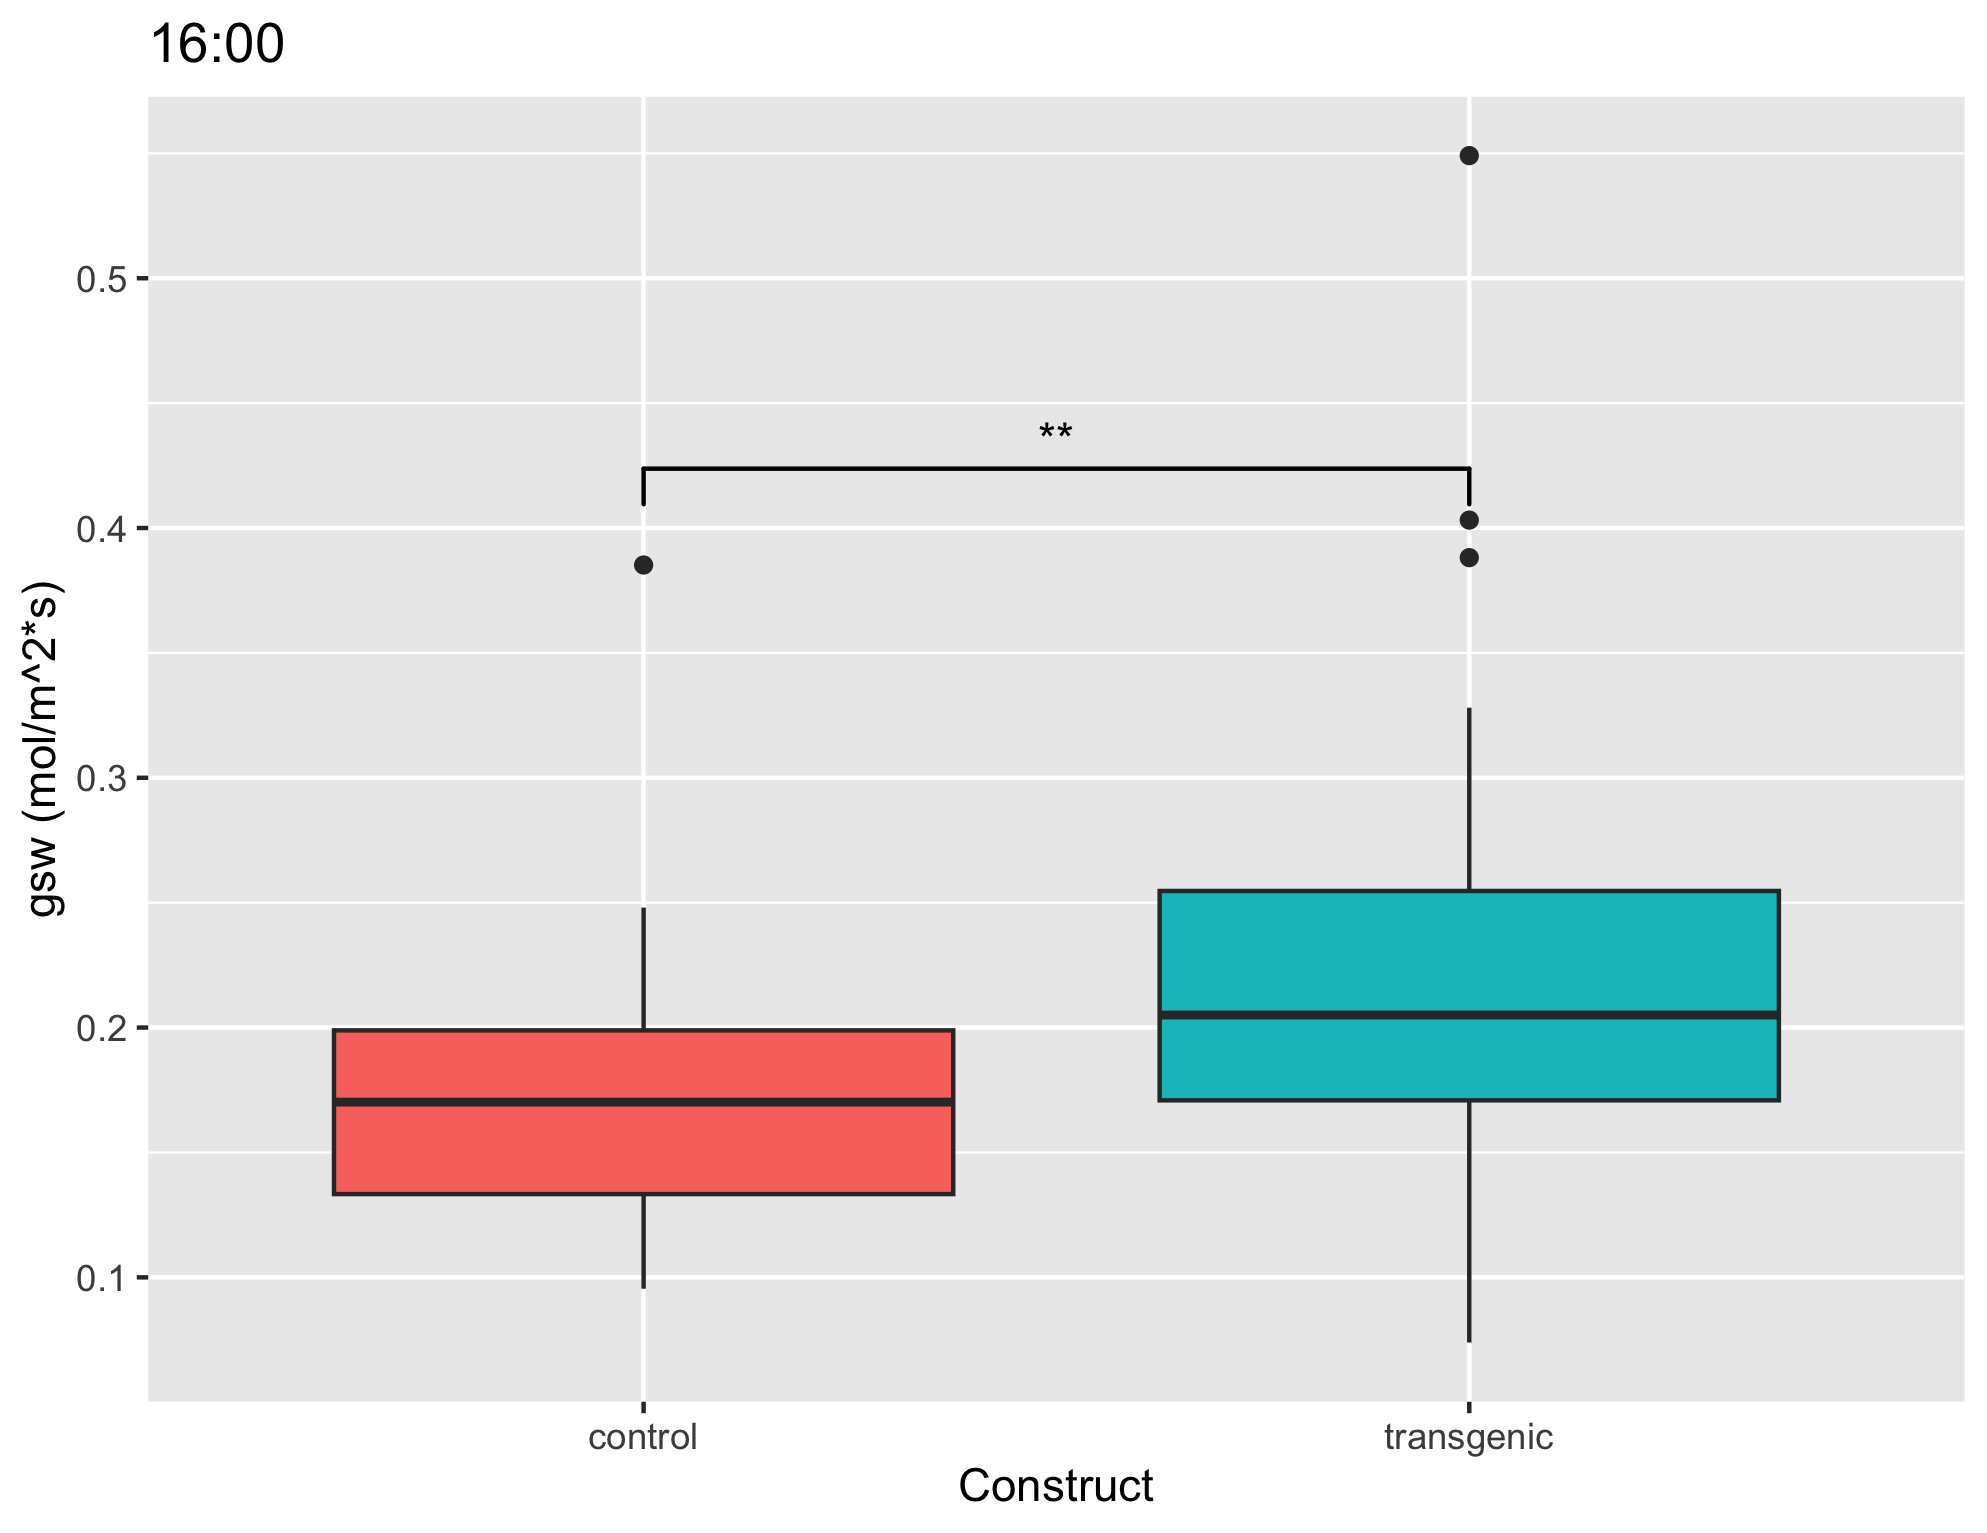 16:00
gsw (mol/m^2*s)
0.5
0.4
0.3
0.2
0.1
**
control
transgenic
Construct